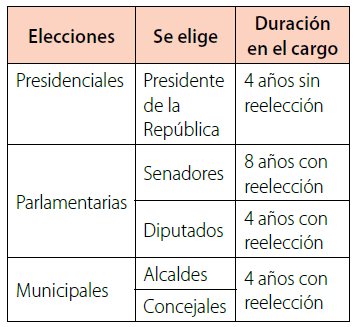 Elecciones
Se elige
Duración
en el cargo
Presidenciales
Presidente
de la
República
4 años sin
reelección
Parlamentarias
Senadores
8 años con
reelección
Diputados
4 años con
reelección
Municipales
Alcaldes
Concejales
4 años con
reelección